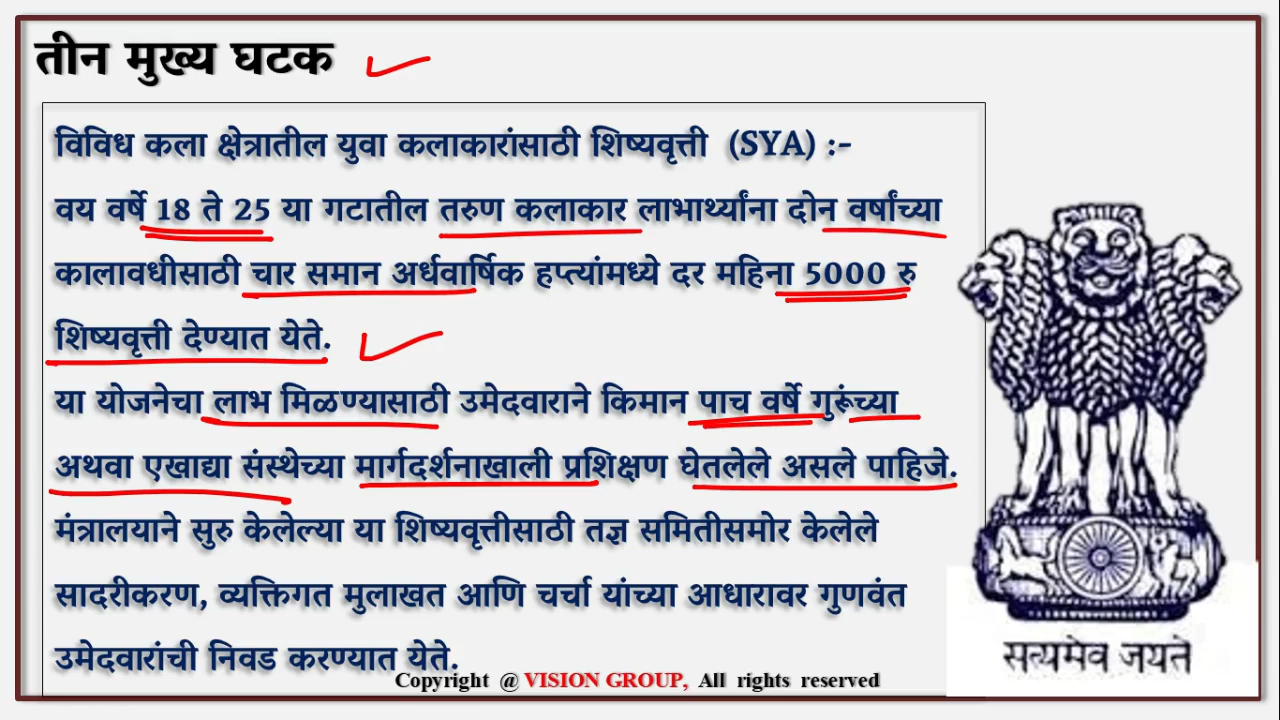 तीन मुख्य घटक
विविध कला क्षेत्रातील युवा कलाकारांसाठी शिष्यवृत्ती (SYA) :-
वय वर्षे 18 ते 25 या गटातील तरुण कलाकार लाभार्थ्यांना दोन वर्षांच्या
कालावधीसाठी चार समान अर्धवार्षिक हप्त्यांमध्ये दर महिना 5000 रु
शिष्यवृत्ती देण्यात येते.
या योजनेचा लाभ मिळण्यासाठी उमेदवाराने किमान पाच वर्षे गुरूंच्या
अथवा एखाद्या संस्थेच्या मार्गदर्शनाखाली प्रशिक्षण घेतलेले असले पाहिजे.
मंत्रालयाने सुरु केलेल्या या शिष्यवृत्तीसाठी तज्ञ समितीसमोर केलेले
सादरीकरण, व्यक्तिगत मुलाखत आणि चर्चा यांच्या आधारावर गुणवंत
उमेदवारांची निवड करण्यात येते.
सत्यमेव जयते
Copyright @ VISION GROUP, All rights reserved